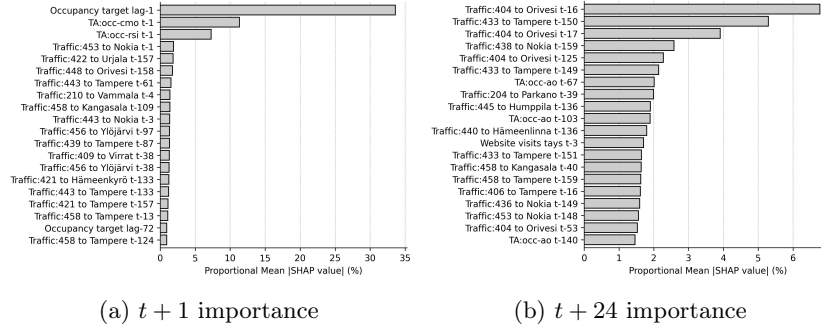 Occupancy target lag-1
TA:occ-cmo t-1
TA:occ-rsi t-1
Traffic:453 to Nokia t-1
Traffic:422 to Urjala t-157
Traffic:448 to Orivesi t-158
Traffic:443 to Tampere t-61
Traffic:210 to Vammala t-4
Traffic:458 to Kangasala t-109
Traffic:443 to Nokia t-3
Traffic:456 to Ylöjärvi t-97
Traffic:439 to Tampere t-87
Traffic:409 to Virrat t-38
Traffic:456 to Ylöjärvi t-38
Traffic:421 to Hämeenkyrö t-133
Traffic:443 to Tampere t-133
Traffic:421 to Tampere t-157
Traffic:458 to Tampere t-13
Occupancy target lag-72
Traffic:458 to Tampere t-124
0 5 10 15 20 25 30 35
Proportional Mean |SHAP value| (%)
(a) t + 1 importance
Traffic:404 to Orivesi t-16
Traffic:433 to Tampere t-150
Traffic:404 to Orivesi t-17
Traffic:438 to Nokia t-159
Traffic:404 to Orivesi t-125
Traffic:433 to Tampere t-149
TA:occ-ao t-67
Traffic:204 to Parkano t-39
Traffic:445 to Humppila t-136
TA:occ-ao t-103
Traffic:440 to Hämeenlinna t-136
Website visits tays t-3
Traffic:433 to Tampere t-151
Traffic:458 to Kangasala t-40
Traffic:458 to Tampere t-159
Traffic:406 to Tampere t-16
Traffic:436 to Nokia t-149
Traffic:453 to Nokia t-148
Traffic:404 to Orivesi t-53
TA:occ-ao t-140
0 1 2 3 4 5 6
Proportional Mean |SHAP value| (%)
(b) t + 24 importance